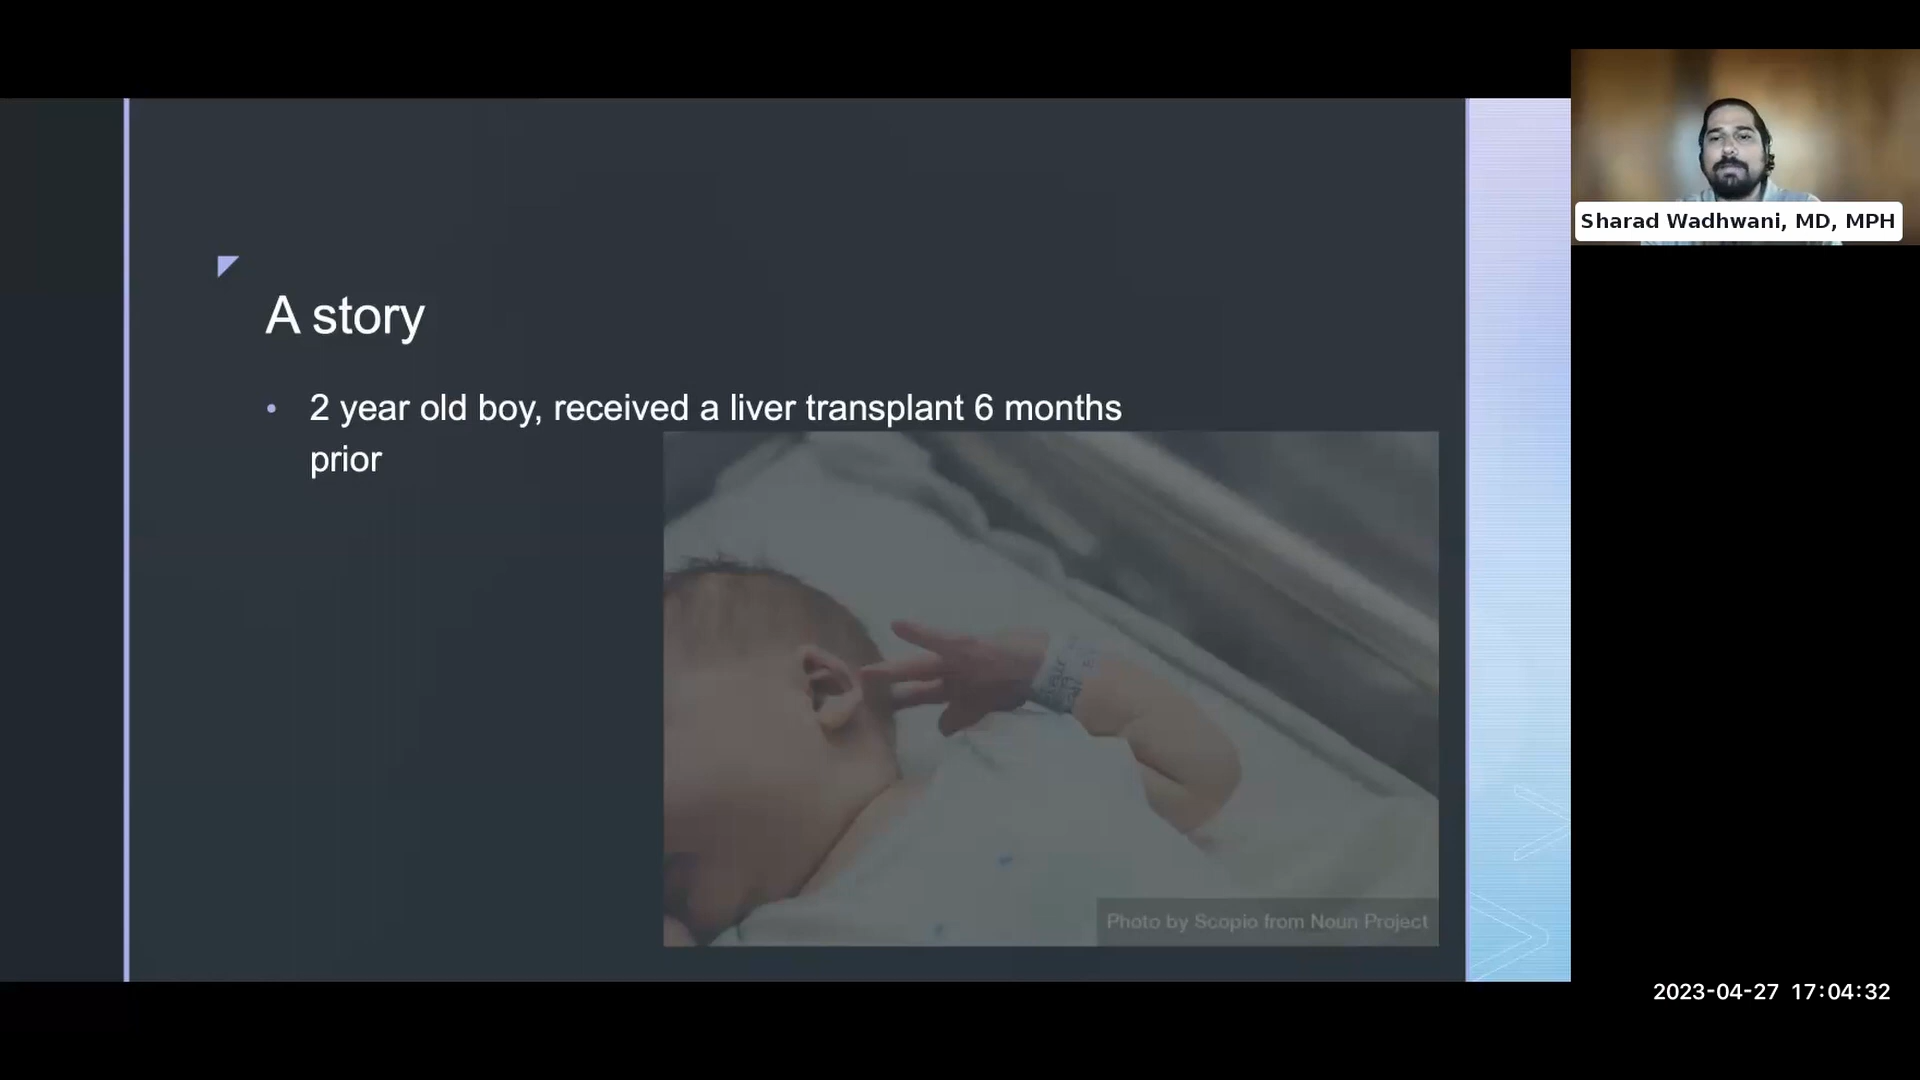 Sharad Wadhwani, MD, MPH
A story
• 2 year old boy, received a liver transplant 6 months
prior
Photo by Scopio from Noun Project
2023-04-27 17:04:32